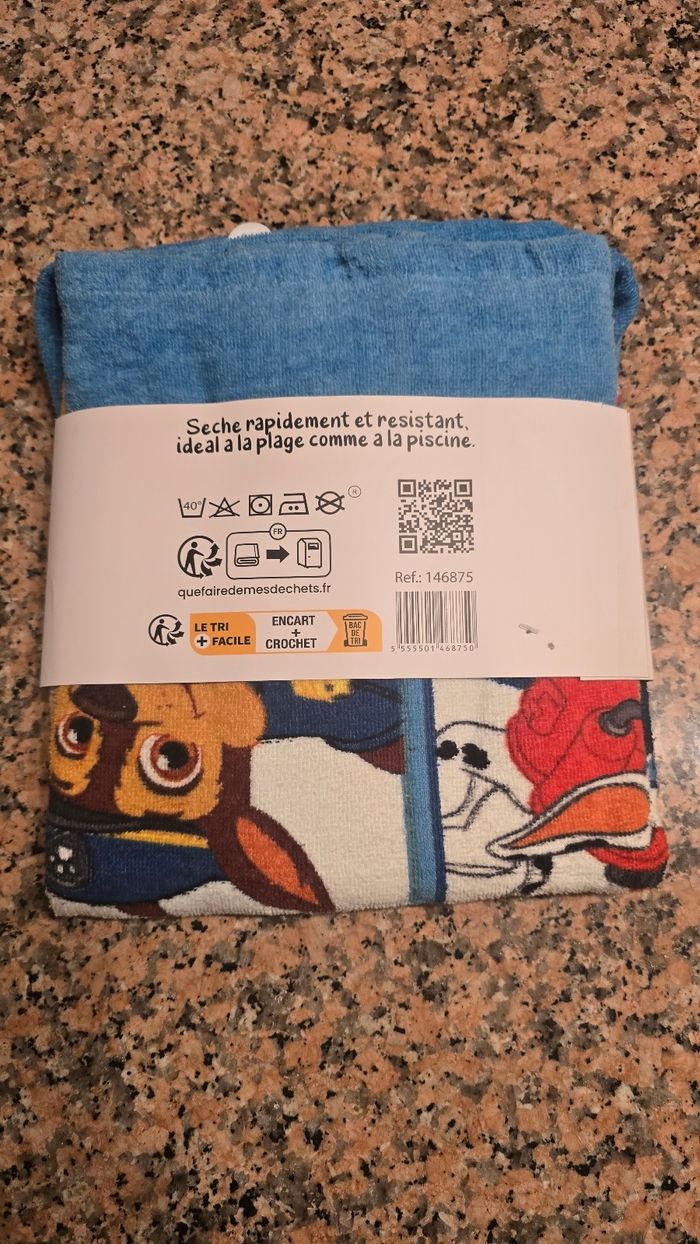 Seche rapidement et resistant,
ideal a la plage comme a la piscine.
40°
®
FR
quefairedemesdechets.fr
Ref.: 146875
LE TRI
+ FACILE
ENCART
+
CROCHET
BAC
DE
TRI
5 555501 468750